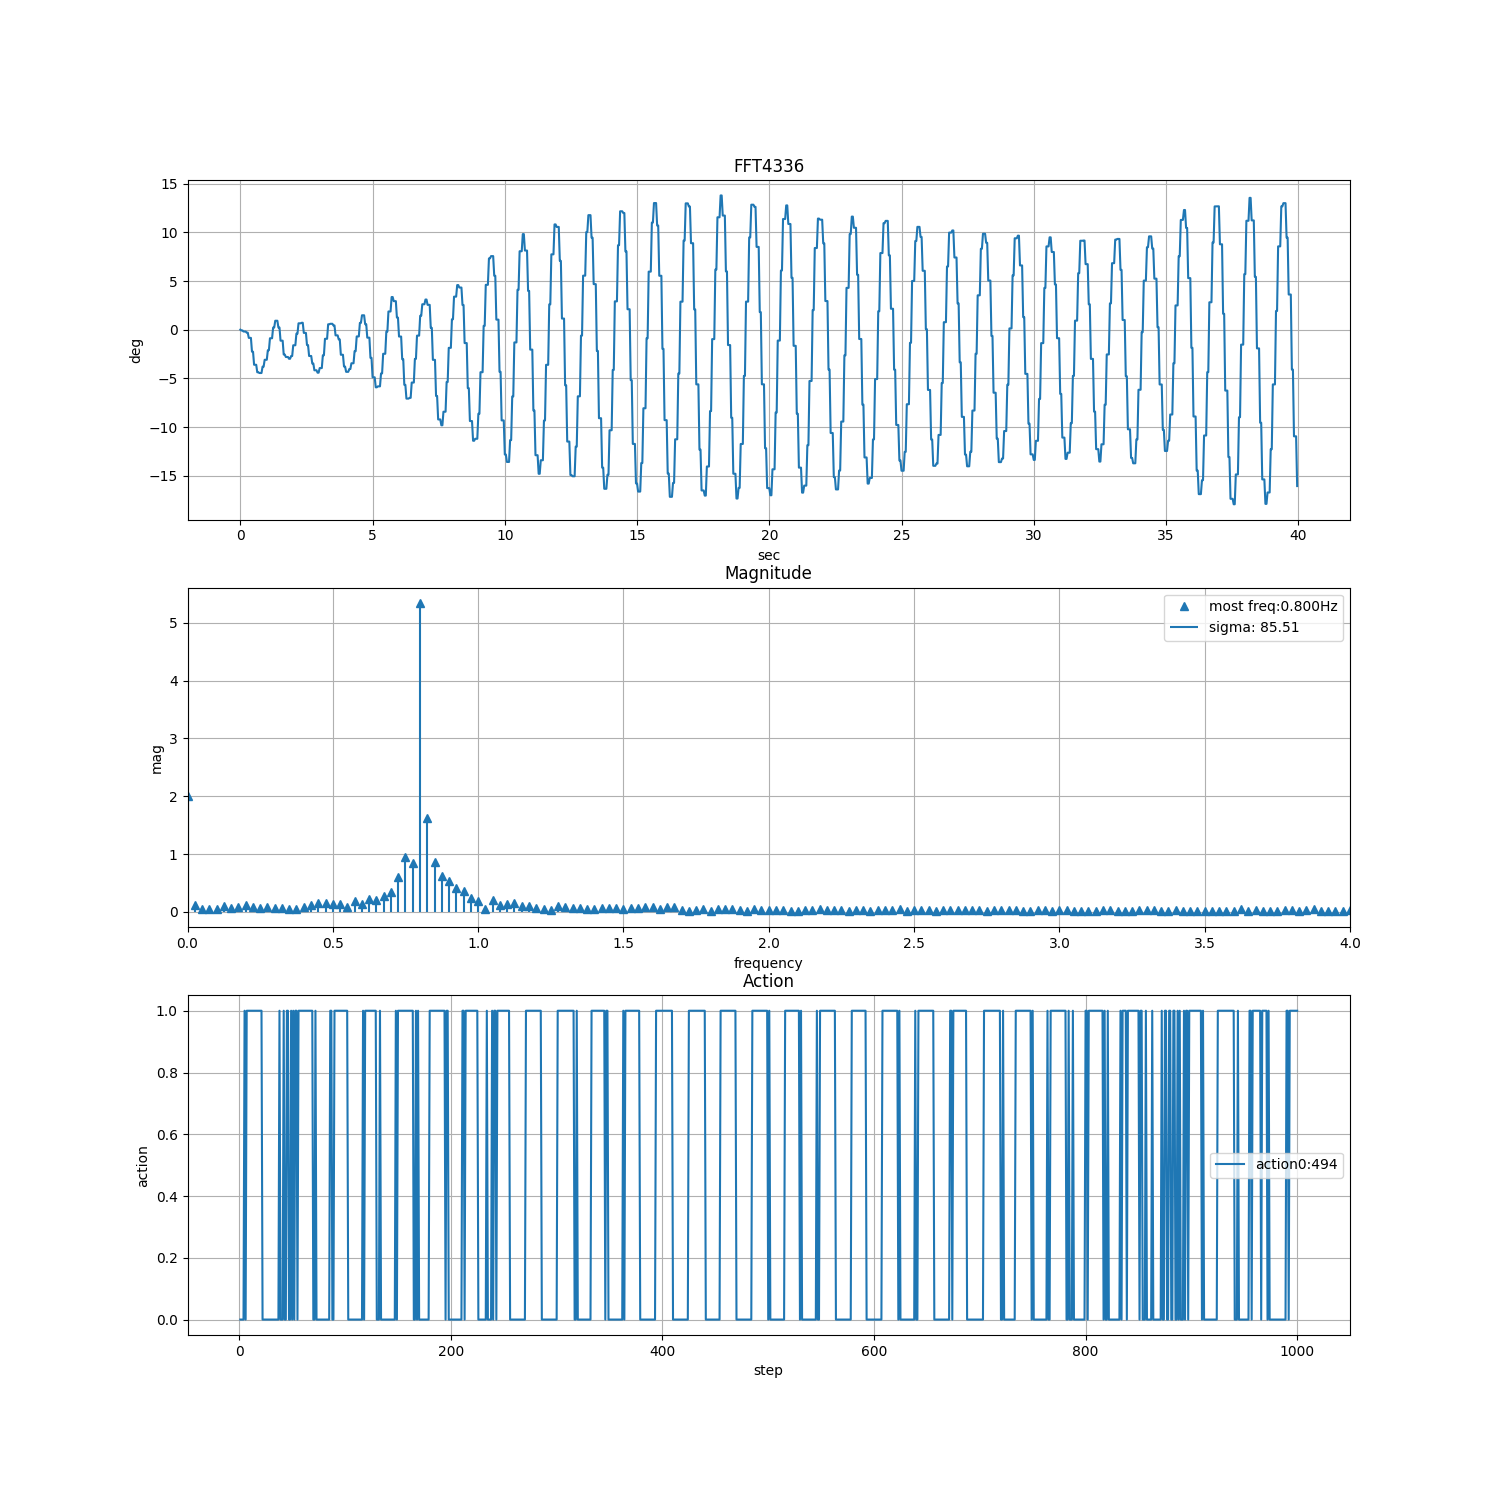 FFT4336
15
10
5
0
−5
−10
−15
deg
0 5 10 15 20 25 30 35 40
sec
Magnitude
most freq:0.800Hz
sigma: 85.51
5
4
3
2
1
0
mag
0.0 0.5 1.0 1.5 2.0 2.5 3.0 3.5 4.0
frequency
Action
1.0
0.8
0.6
0.4
0.2
0.0
action
action0:494
0 200 400 600 800 1000
step